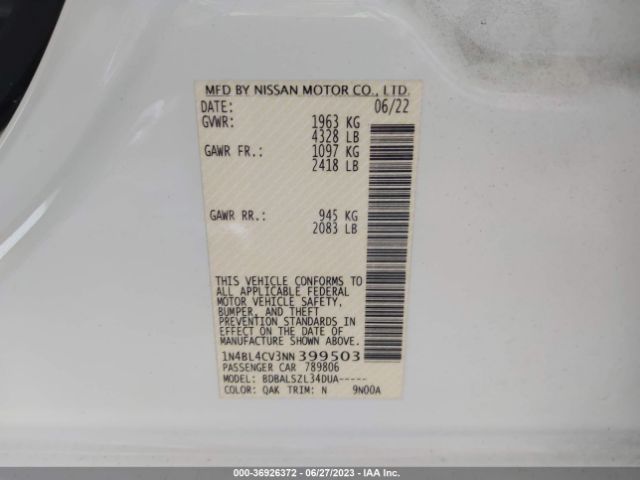 MFD BY NISSAN MOTOR CO., LTD.
DATE: 06/22
GVWR: 1963 KG
4328 LB
GAWR FR.: 1097 KG
2418 LB
GAWR RR.: 945 KG
2083 LB
THIS VEHICLE CONFORMS TO
ALL APPLICABLE FEDERAL
MOTOR VEHICLE SAFETY,
BUMPER, AND THEFT
PREVENTION STANDARDS
IN EFFECT ON THE DATE OF
MANUFACTURE SHOWN ABOVE.
1N4BL4CV3NN399503
PASSENGER CAR 789806
MODEL: BDBALSZL34DUA-----
COLOR: QAK TRIM: N 9N00A
000-36926372 - 06/27/2023 - IAA Inc.